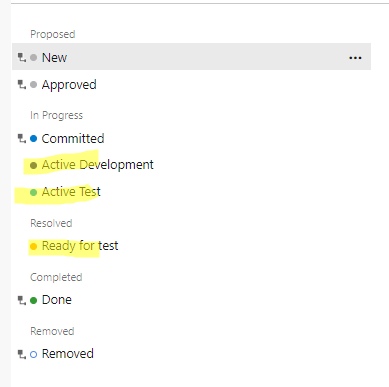 Proposed
New ...
Approved
In Progress
Committed
Active Development
Active Test
Resolved
Ready for test
Completed
Done
Removed
Removed